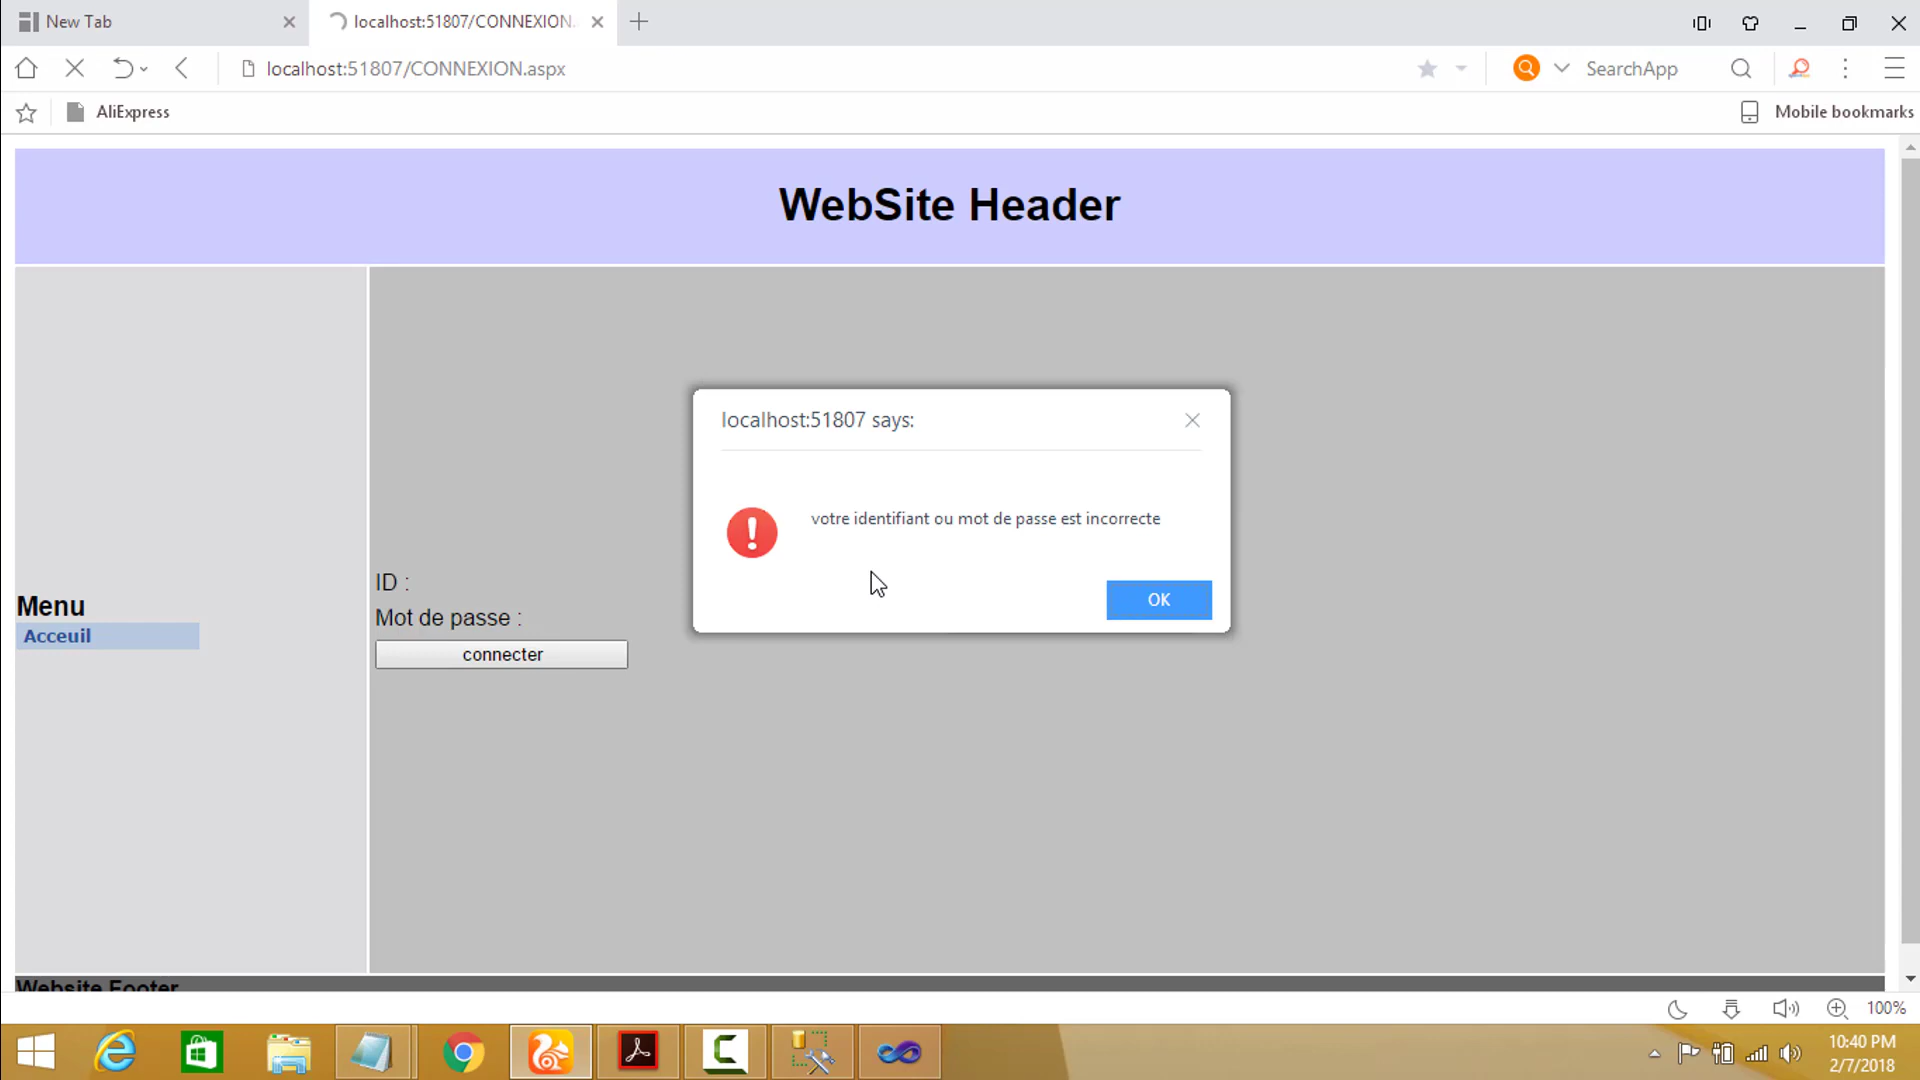 New Tab
localhost:51807/CONNEXION.
localhost:51807/CONNEXION.aspx
SearchApp
AliExpress
Mobile bookmarks
WebSite Header
localhost:51807 says:
votre identifiant ou mot de passe est incorrecte
OK
ID :
Menu
Mot de passe :
Acceuil
connecter
Website Footer
100%
10:40 PM
2/7/2018